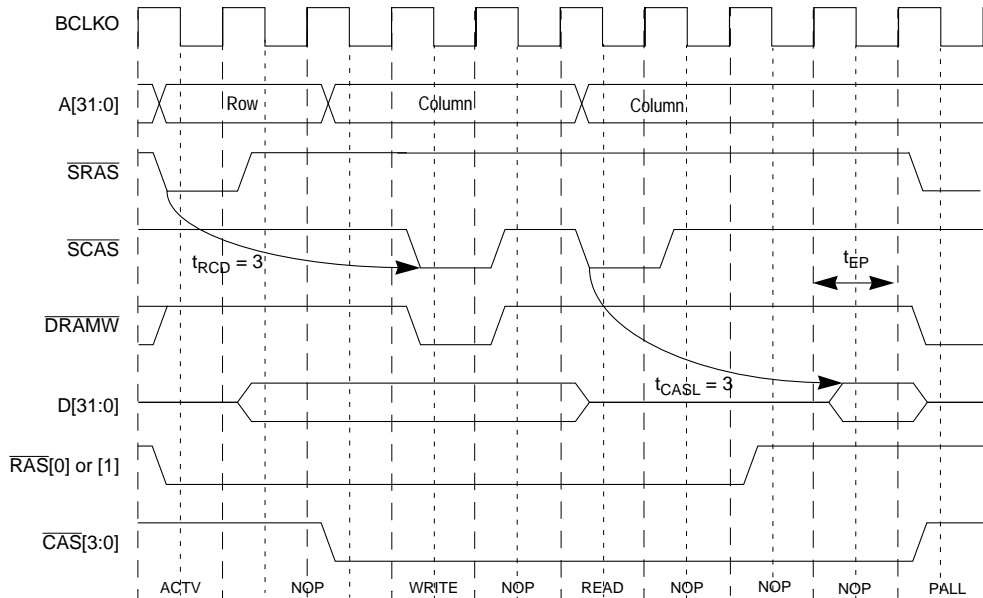 BCLKO
A[31:0] Row Column Column
SRAS
SCAS
tRCD = 3
tEP
DRAMW
tCASL = 3
D[31:0]
RAS[0] or [1]
CAS[3:0]
ACTV NOP WRITE NOP READ NOP NOP NOP PALL